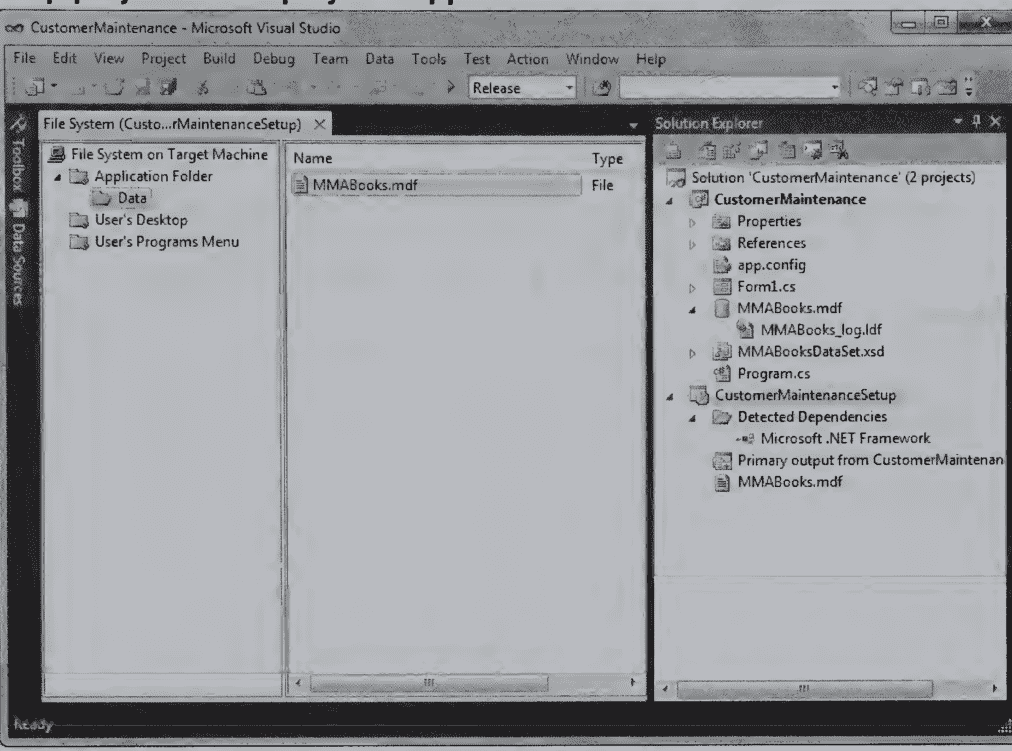 CustomerMaintenance - Microsoft Visual Studio
File Edit View Project Build Debug Team Data Tools Test Action Window Help
Release
Toolbox
Data Sources
File System (Custo...rMaintenanceSetup)
File System on Target Machine
Application Folder
Data
User's Desktop
User's Programs Menu
Name Type
MMABooks.mdf File
Solution Explorer
Solution 'CustomerMaintenance' (2 projects)
CustomerMaintenance
Properties
References
app.config
Form1.cs
MMABooks.mdf
MMABooks_log.ldf
MMABooksDataSet.xsd
Program.cs
CustomerMaintenanceSetup
Detected Dependencies
Microsoft .NET Framework
Primary output from CustomerMaintenan
MMABooks.mdf
Ready